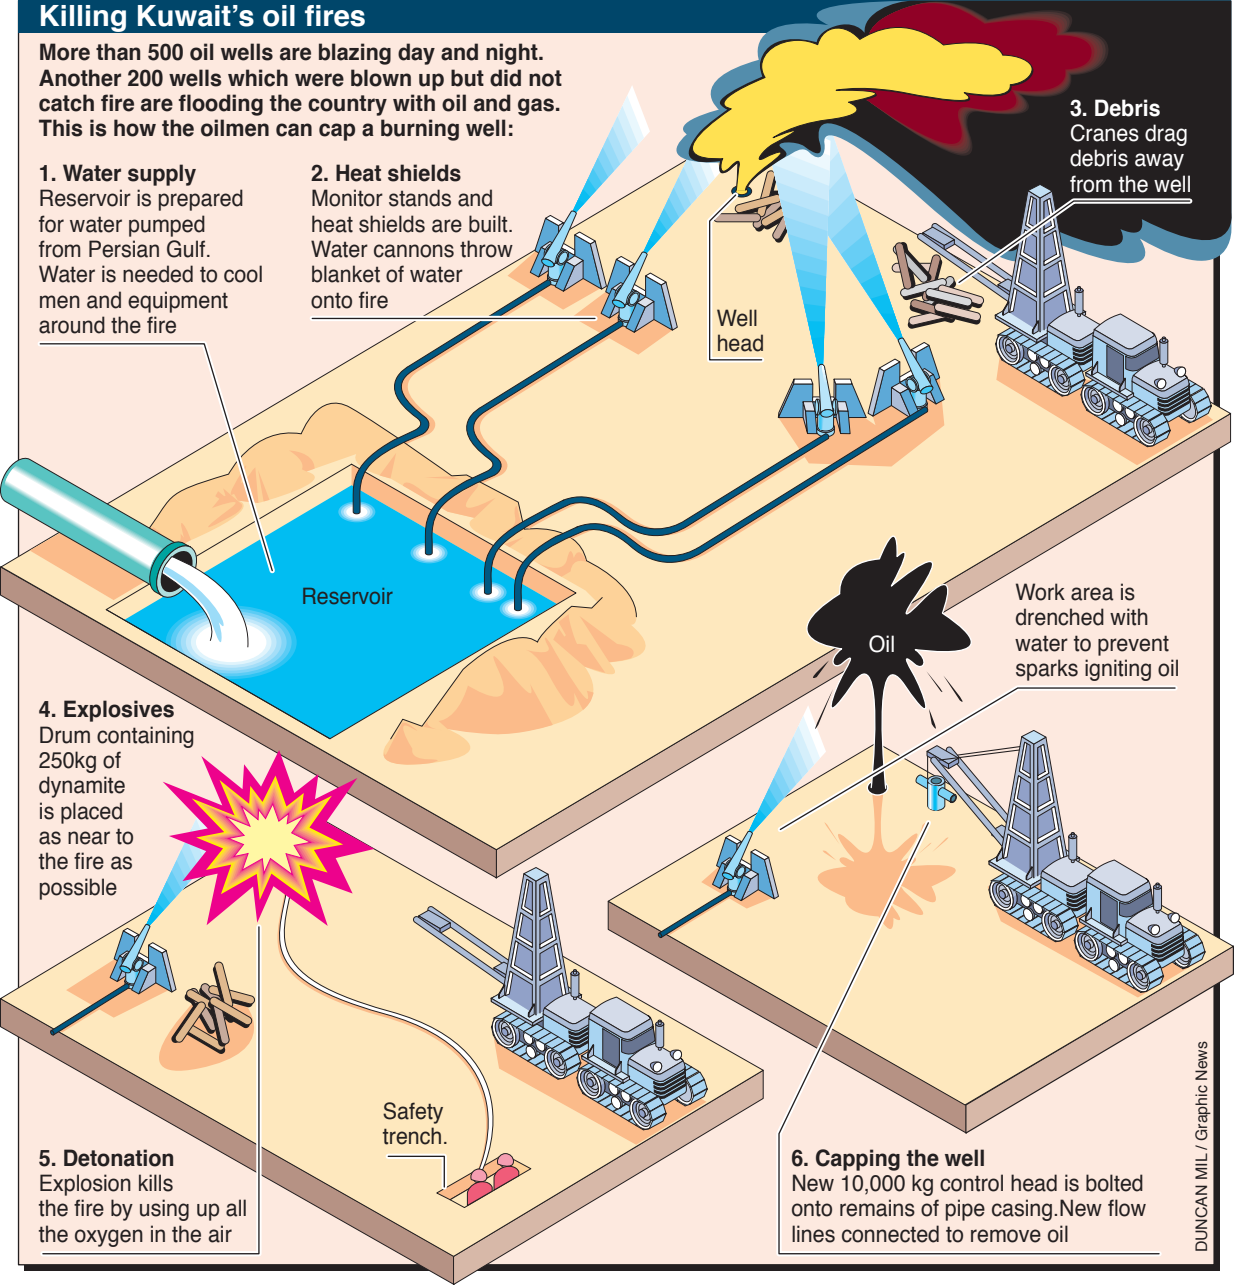 Killing Kuwait’s oil fires
More than 500 oil wells are blazing day and night.
Another 200 wells which were blown up but did not
catch fire are flooding the country with oil and gas.
This is how the oilmen can cap a burning well:
1. Water supply
Reservoir is prepared
for water pumped
from Persian Gulf.
Water is needed to cool
men and equipment
around the fire
2. Heat shields
Monitor stands and
heat shields are built.
Water cannons throw
blanket of water
onto fire
3. Debris
Cranes drag
debris away
from the well
Well
head
Reservoir
Oil
Work area is
drenched with
water to prevent
sparks igniting oil
4. Explosives
Drum containing
250kg of
dynamite
is placed
as near to
the fire as
possible
Safety
trench.
5. Detonation
Explosion kills
the fire by using up all
the oxygen in the air
6. Capping the well
New 10,000 kg control head is bolted
onto remains of pipe casing.New flow
lines connected to remove oil
DUNCAN MIL / Graphic News